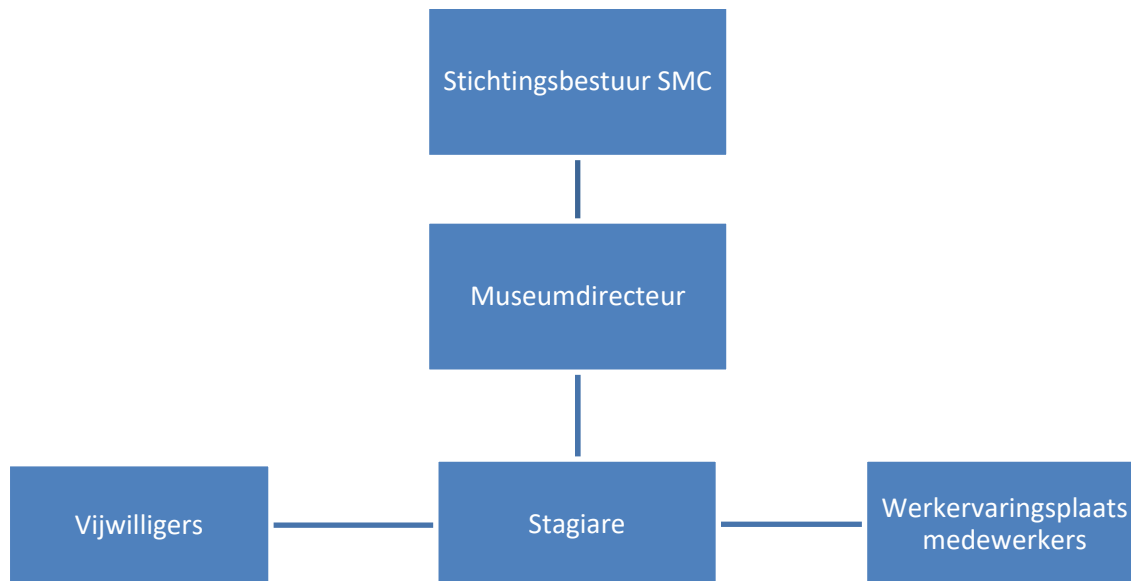 Stichtingsbestuur SMC
Museumdirecteur
Vijwilligers
Stagiare
Werkervaringsplaats
medewerkers